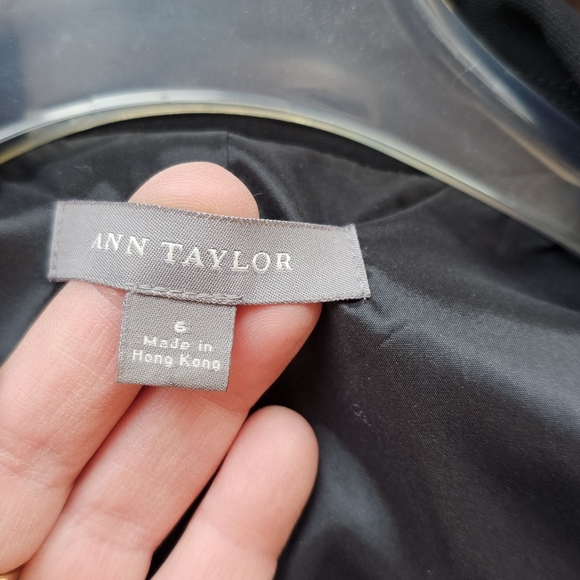 ANN TAYLOR
6
Made in
Hong Kong